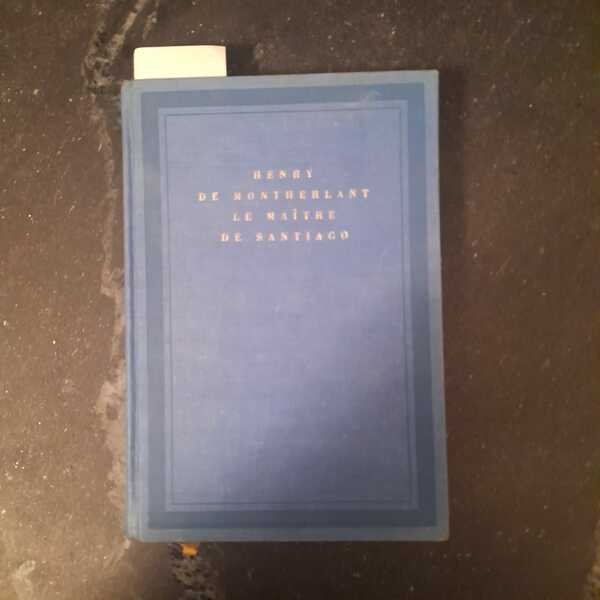 HENRY
DE MONTHERLANT
LE MAÎTRE
DE SANTIAGO